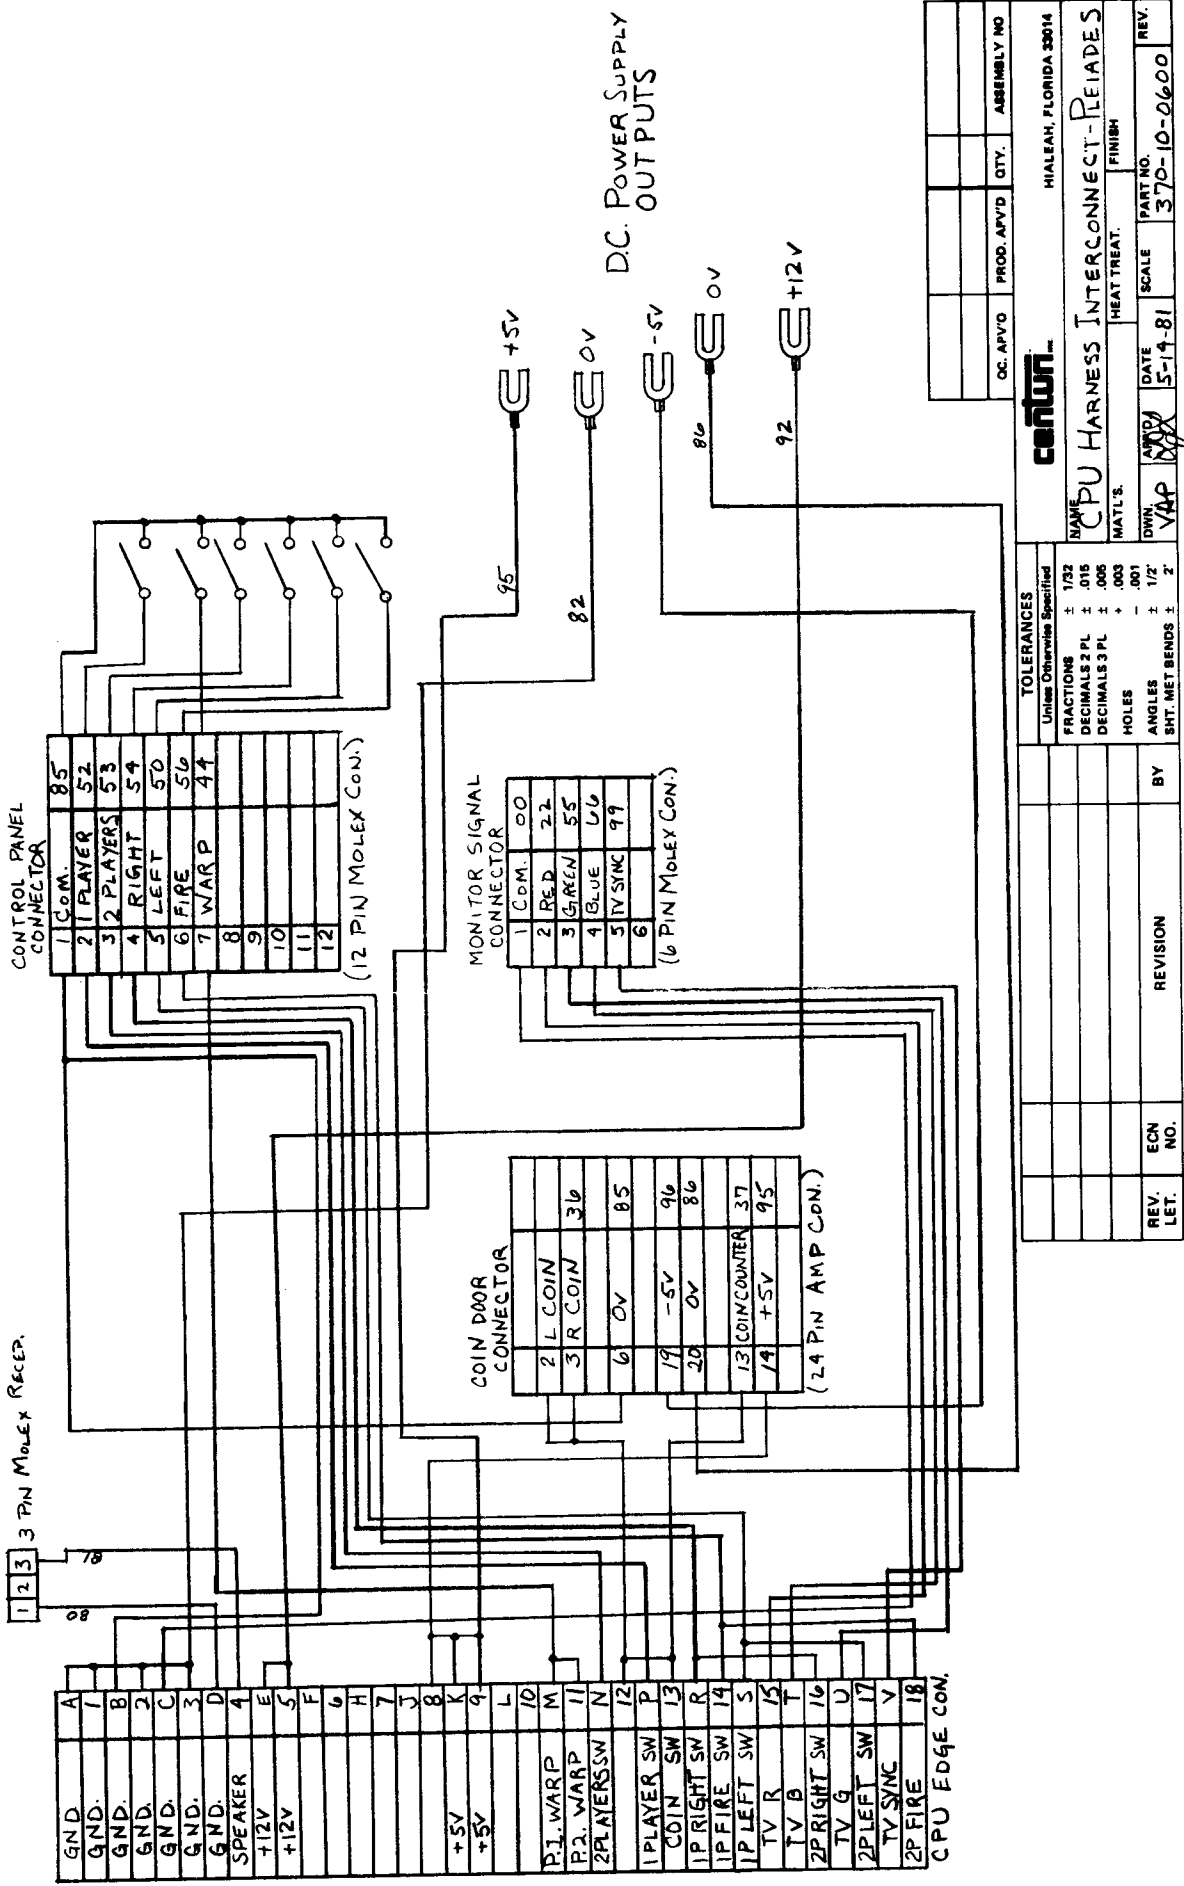 3 PIN MOLEX RECEP.
1 2 3
80
78
CONTROL PANEL
CONNECTOR
1 COM. 85
2 1 PLAYER 52
3 2 PLAYERS 53
4 RIGHT 54
5 LEFT 50
6 FIRE 56
7 WARP 44
8
9
10
11
12
(12 PIN MOLEX CON.)
GND A
GND. 1
GND. B
GND. 2
GND. C
GND. 3
GND. D
SPEAKER 4
+12V E
+12V 5
F
6
H
7
J
8
+5V K
+5V 9
L
10
P.1. WARP M
P.2. WARP 11
2PLAYERS SW N
12
1PLAYER SW P
COIN SW 13
1P RIGHT SW R
1P FIRE SW 14
1P LEFT SW S
TV R 15
TV B T
2P RIGHT SW 16
TV G U
2P LEFT SW 17
TV SYNC V
2P FIRE 18
CPU EDGE CON.
COIN DOOR
CONNECTOR
2 L COIN
3 R COIN 36
6 0V 85
19 -5V 96
20 0V 86
13 COIN COUNTER 37
14 +5V 95
(24 PIN AMP CON.)
MONITOR SIGNAL
CONNECTOR
1 COM. 00
2 RED 22
3 GREEN 55
4 BLUE 66
5 TV SYNC 99
6
(6 PIN MOLEX CON.)
95 +5V
82 0V
-5V
86 0V
92 +12V
D.C. POWER SUPPLY
OUTPUTS
REV. LET. ECN NO. REVISION BY
TOLERANCES
Unless Otherwise Specified
FRACTIONS ± 1/32
DECIMALS 2 PL ± .015
DECIMALS 3 PL ± .005
HOLES + .003
- .001
ANGLES ± 1/2°
SHT. MET BENDS ± 2°
QC. APV'D PROD. APV'D QTY. ASSEMBLY NO
centuri INC.
HIALEAH, FLORIDA 33014
NAME CPU HARNESS INTERCONNECT-PLEIADES
MATL'S. HEAT TREAT. FINISH
DWN. VAP APP'D DATE 5-14-81 SCALE PART NO. 370-10-0600 REV.